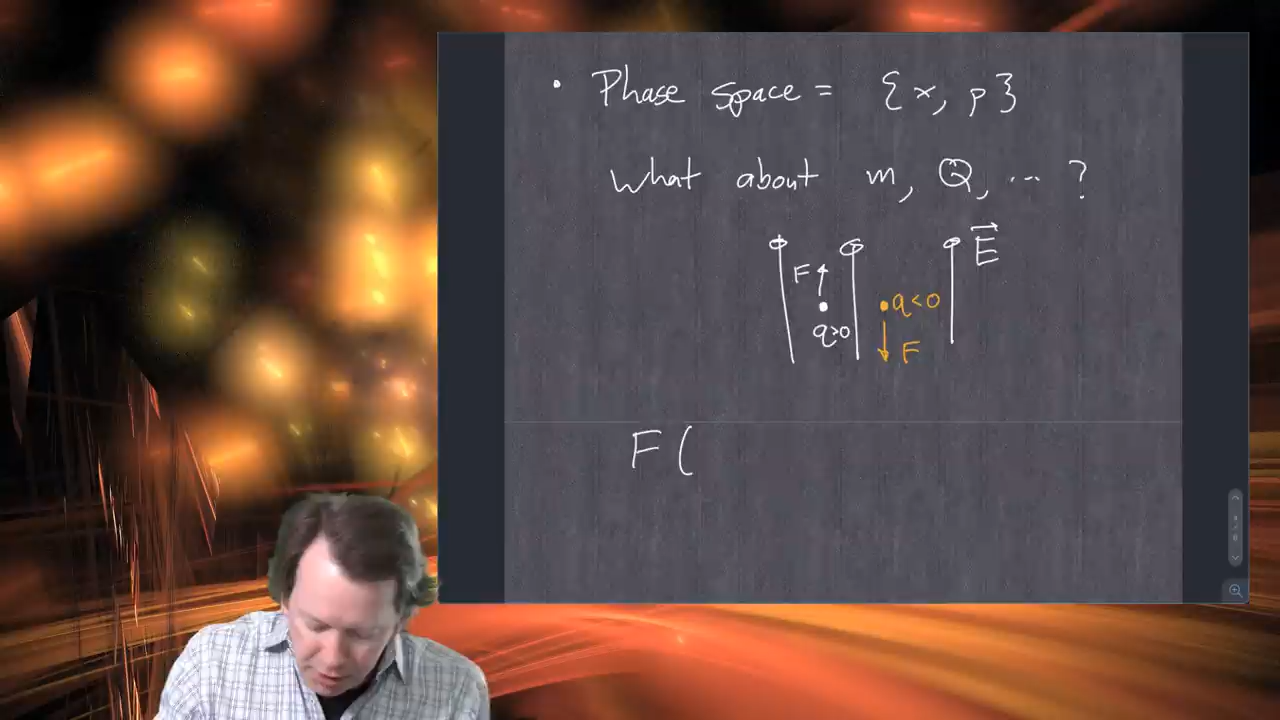 • Phase space = {x, p}
What about m, Q, ... ?
E
F
q>0
q<0
F
F (